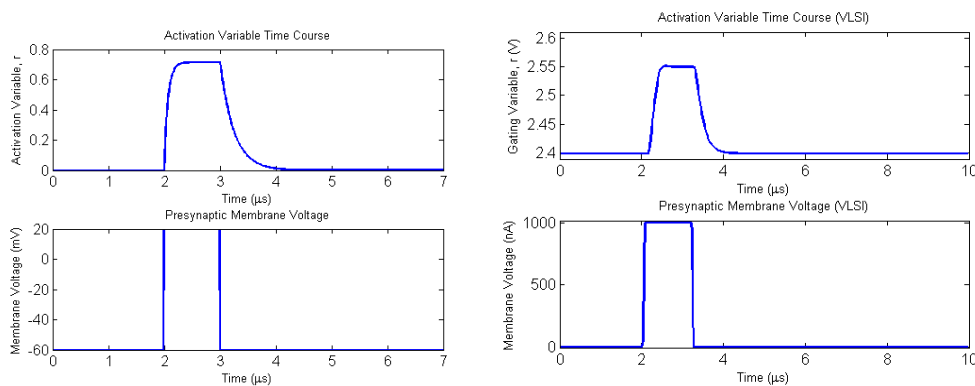 Activation Variable Time Course
Activation Variable, r
0.8
0.6
0.4
0.2
0
0 1 2 3 4 5 6 7
Time (µs)
Presynaptic Membrane Voltage
Membrane Voltage (mV)
20
0
-20
-40
-60
0 1 2 3 4 5 6 7
Time (µs)
Activation Variable Time Course (VLSI)
Gating Variable, r (V)
2.6
2.55
2.5
2.45
2.4
0 2 4 6 8 10
Time (µs)
Presynaptic Membrane Voltage (VLSI)
Membrane Voltage (nA)
1000
500
0
0 2 4 6 8 10
Time (µs)